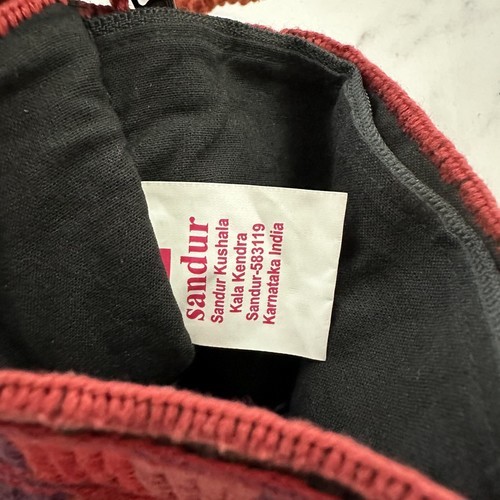 sandur
Sandur Kushala
Kala Kendra
Sandur-583119
Karnataka India